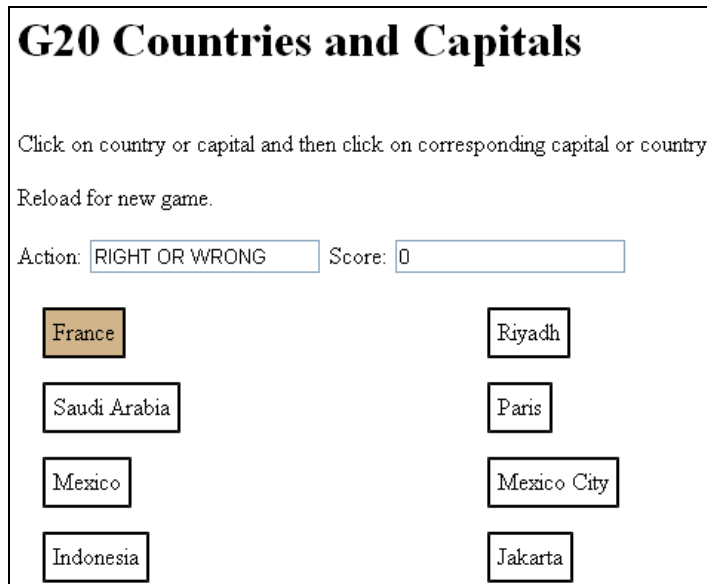 G20 Countries and Capitals
Click on country or capital and then click on corresponding capital or country
Reload for new game.
Action: RIGHT OR WRONG Score: 0
France Riyadh
Saudi Arabia Paris
Mexico Mexico City
Indonesia Jakarta